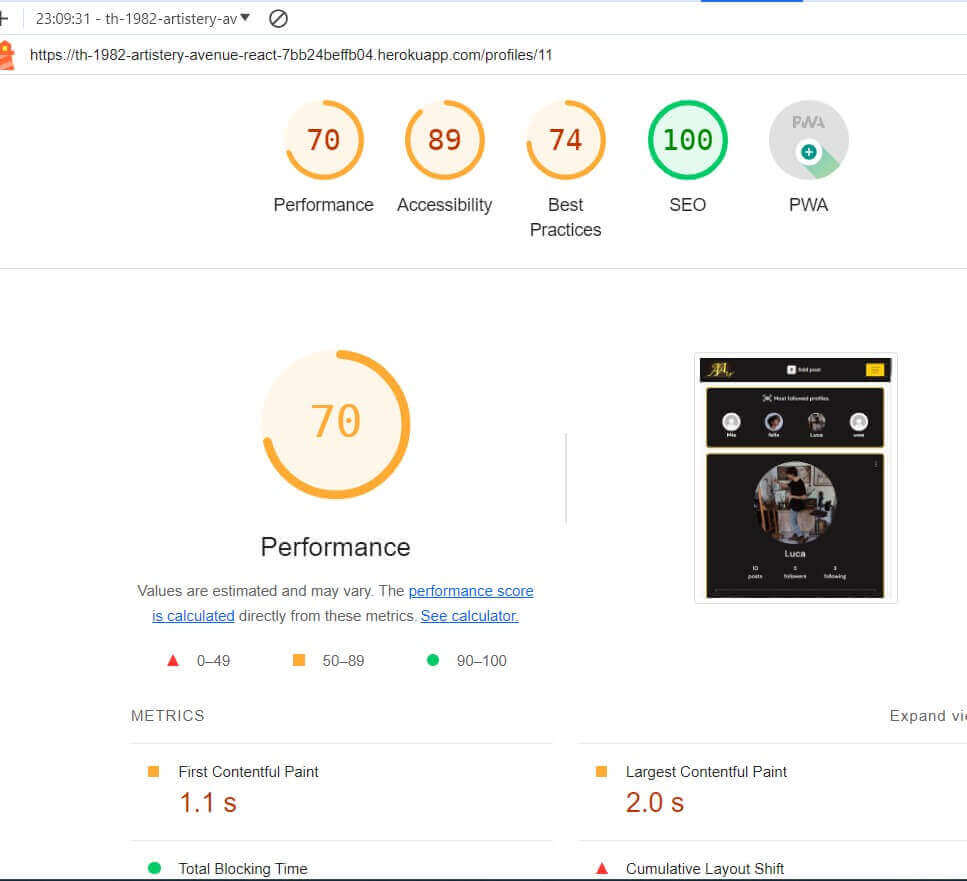 23:09:31 - th-1982-artistery-av
https://th-1982-artistery-avenue-react-7bb24beffb04.herokuapp.com/profiles/11
70 89 74 100 PWA
Performance Accessibility Best Practices SEO PWA
70
Performance
Values are estimated and may vary. The performance score
is calculated directly from these metrics. See calculator.
0–49 50–89 90–100
METRICS Expand vie
First Contentful Paint Largest Contentful Paint
1.1 s 2.0 s
Total Blocking Time Cumulative Layout Shift
Add post
Most followed profiles.
Mia Luca
Luca
10 5 3
posts followers following